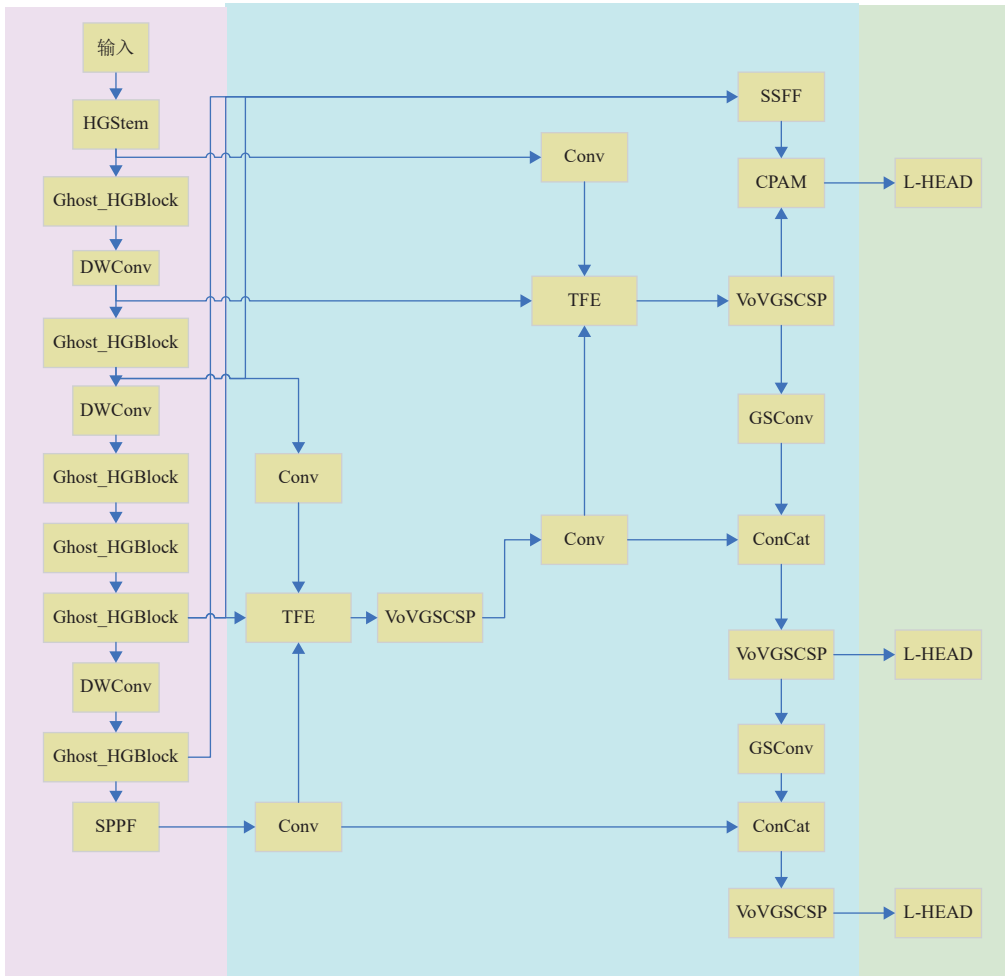 输入
HGStem
Ghost_HGBlock
DWConv
Ghost_HGBlock
DWConv
Ghost_HGBlock
Ghost_HGBlock
Ghost_HGBlock
DWConv
Ghost_HGBlock
SPPF
Conv
TFE
Conv
VoVGSCSP
Conv
TFE
Conv
SSFF
CPAM
VoVGSCSP
GSConv
ConCat
VoVGSCSP
GSConv
ConCat
VoVGSCSP
L-HEAD
L-HEAD
L-HEAD